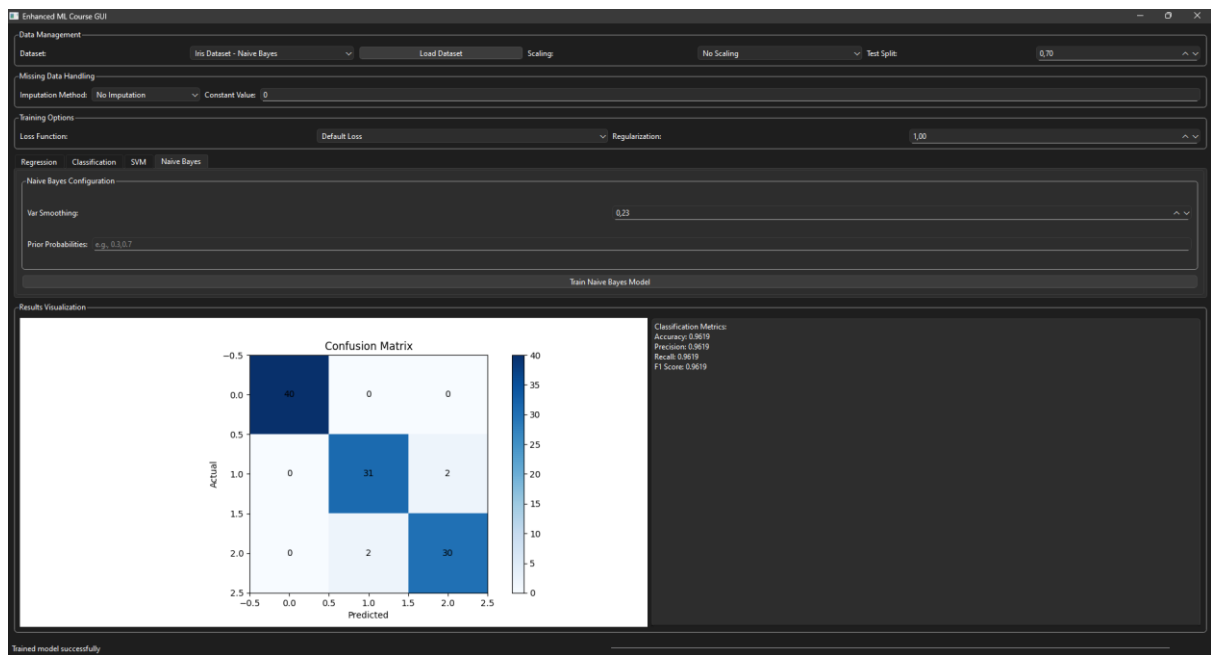 Enhanced ML Course GUI
Data Management
Dataset: Iris Dataset - Naive Bayes Load Dataset Scaling: No Scaling Test Split: 0,70
Missing Data Handling
Imputation Method: No Imputation Constant Value: 0
Training Options
Loss Function: Default Loss Regularization: 1,00
Regression Classification SVM Naive Bayes
Naive Bayes Configuration
Var Smoothing: 0,23
Prior Probabilities: e.g., 0.3,0.7
Train Naive Bayes Model
Results Visualization
Confusion Matrix
−0.5
0.0
0.5
1.0
1.5
2.0
2.5
Actual
40 0 0
0 31 2
0 2 30
−0.5 0.0 0.5 1.0 1.5 2.0 2.5
Predicted
40
35
30
25
20
15
10
5
0
Classification Metrics:
Accuracy: 0.9619
Precision: 0.9619
Recall: 0.9619
F1 Score: 0.9619
Trained model successfully